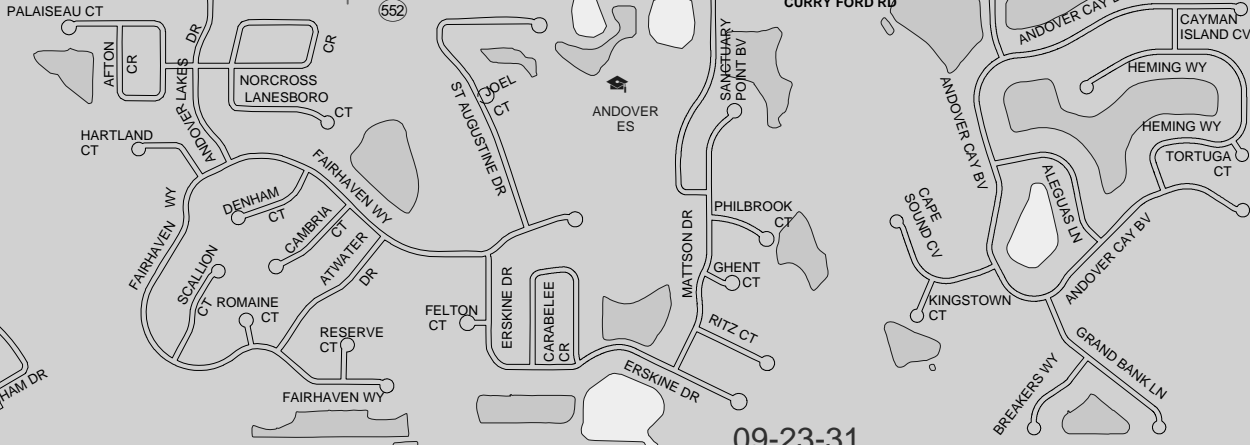 PALAISEAU CT
552
CURRY FORD RD
ANDOVER CAY B
CAYMAN
ISLAND CV
AFTON
CR
ANDOVER LAKES DR
CR
NORCROSS
LANESBORO
CT
ST AUGUSTINE DR
JOEL
CT
ANDOVER
ES
SANCTUARY
POINT BV
ANDOVER CAY BV
HEMING WY
HEMING WY
TORTUGA
CT
HARTLAND
CT
FAIRHAVEN WY
FAIRHAVEN WY
DENHAM
CT
CAMBRIA
CT
ATWATER
DR
SCALLION
CT
ROMAINE
CT
RESERVE
CT
FAIRHAVEN WY
FELTON
CT
ERSKINE DR
CARABELEE
CR
ERSKINE DR
MATTSON DR
PHILBROOK
CT
GHENT
CT
RITZ CT
CAPE
SOUND CV
ALEGUAS LN
ANDOVER CAY BV
KINGSTOWN
CT
GRAND BANK LN
BREAKERS WY
HAM DR
09-23-31